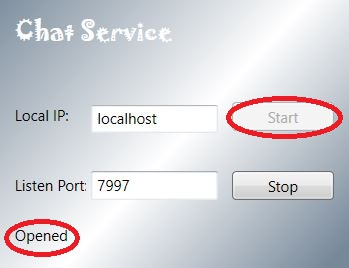 Chat Service
Local IP: localhost Start
Listen Port: 7997 Stop
Opened